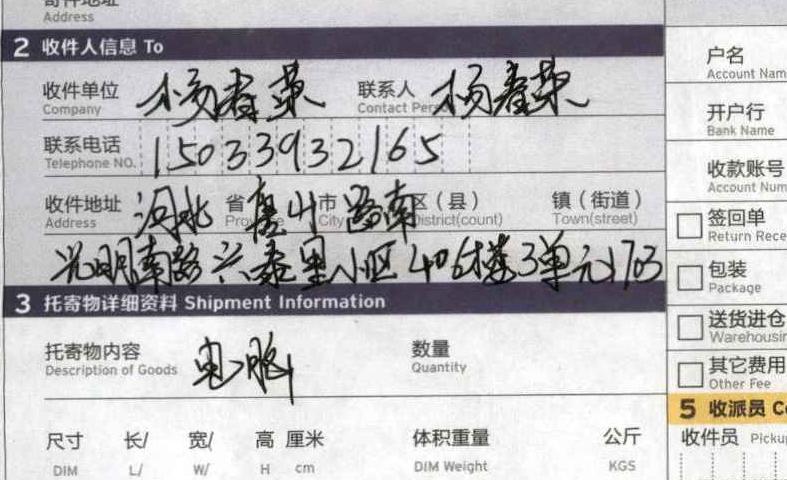 寄件地址
Address
2 收件人信息 To
收件单位 杨春荣 联系人 杨春荣
Company Contact Person
联系电话 15033932165
Telephone NO.
收件地址 河北 省 唐山 市 路南 区（县） 镇（街道）
Address Province City District(count) Town(street)
光明南路兴泰里小区406楼3单元1703
3 托寄物详细资料 Shipment Information
托寄物内容 电脑 数量
Description of Goods Quantity
尺寸 长/ 宽/ 高 厘米 体积重量 公斤
DIM L/ W/ H cm DIM Weight KGS
户名
Account Nam
开户行
Bank Name
收款账号
Account Num
签回单
Return Rece
包装
Package
送货进仓
Warehousin
其它费用
Other Fee
5 收派员 Co
收件员 Pickup